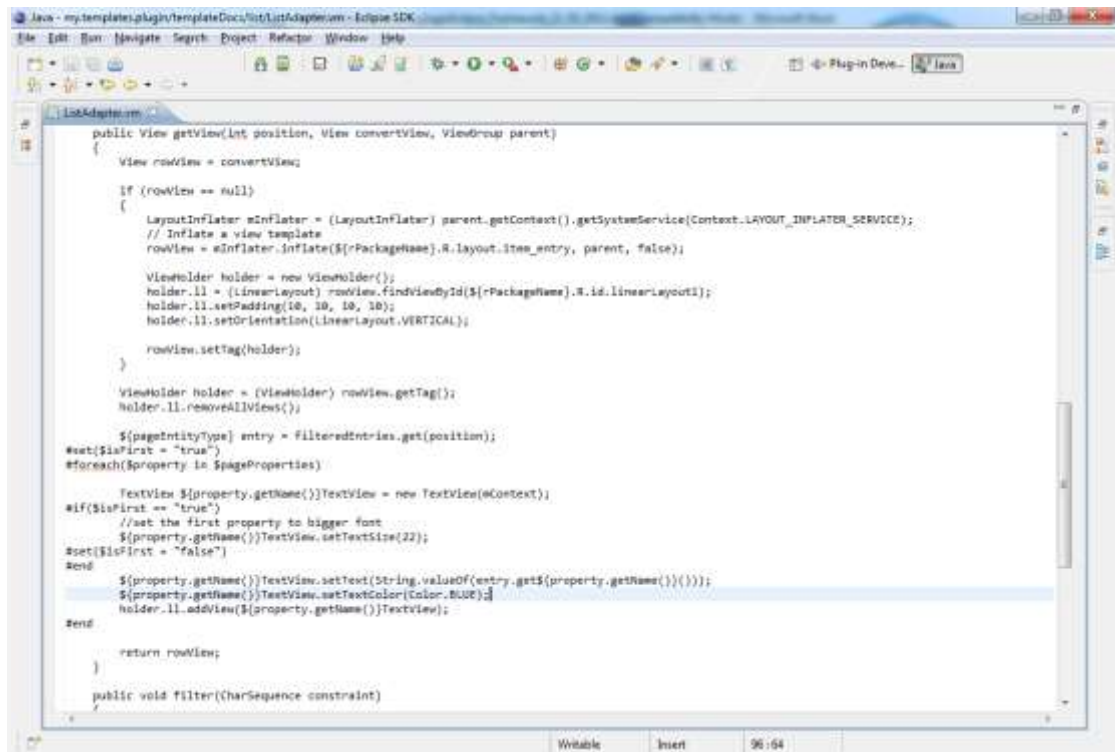 Java - my.templates.plugin/templateDocs/list/ListAdapter.vm - Eclipse SDK
File Edit Run Navigate Search Project Refactor Window Help
Plug-in Deve... Java
ListAdapter.vm
public View getView(int position, View convertView, ViewGroup parent)
{
View rowView = convertView;
if (rowView == null)
{
LayoutInflater mInflater = (LayoutInflater) parent.getContext().getSystemService(Context.LAYOUT_INFLATER_SERVICE);
// Inflate a view template
rowView = mInflater.inflate(${rPackageName}.R.layout.item_entry, parent, false);
ViewHolder holder = new ViewHolder();
holder.ll = (LinearLayout) rowView.findViewById(${rPackageName}.R.id.linearLayout1);
holder.ll.setPadding(10, 10, 10, 10);
holder.ll.setOrientation(LinearLayout.VERTICAL);
rowView.setTag(holder);
}
ViewHolder holder = (ViewHolder) rowView.getTag();
holder.ll.removeAllViews();
${pageEntityType} entry = filteredEntries.get(position);
#set($isFirst = "true")
#foreach($property in $pageProperties)
TextView ${property.getName()}TextView = new TextView(mContext);
#if($isFirst == "true")
//set the first property to bigger font
${property.getName()}TextView.setTextSize(22);
#set($isFirst = "false")
#end
${property.getName()}TextView.setText(String.valueOf(entry.get${property.getName()}()));
${property.getName()}TextView.setTextColor(Color.BLUE);
holder.ll.addView(${property.getName()}TextView);
#end
return rowView;
}
public void filter(CharSequence constraint)
Writable Insert 96:64